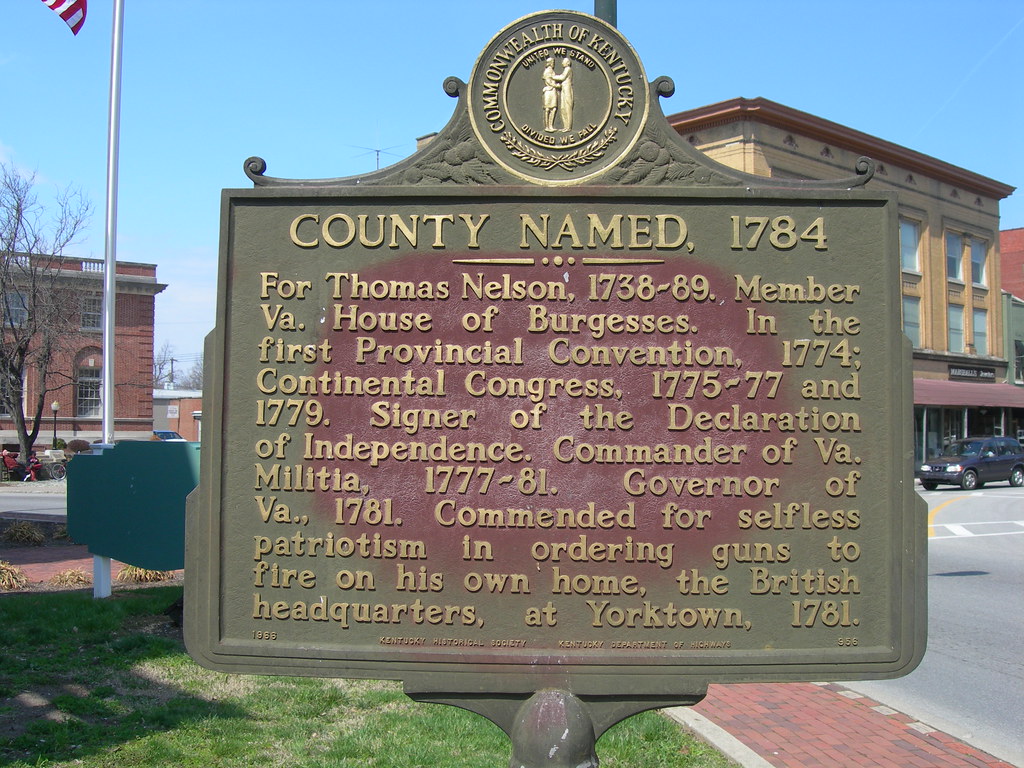 COMMONWEALTH OF KENTUCKY
UNITED WE STAND
DIVIDED WE FALL
COUNTY NAMED, 1784
For Thomas Nelson, 1738-89. Member
Va. House of Burgesses. In the
first Provincial Convention, 1774;
Continental Congress, 1775-77 and
1779. Signer of the Declaration
of Independence. Commander of Va.
Militia, 1777-81. Governor of
Va., 1781. Commended for selfless
patriotism in ordering guns to
fire on his own home, the British
headquarters, at Yorktown, 1781.
1966 KENTUCKY HISTORICAL SOCIETY KENTUCKY DEPARTMENT OF HIGHWAYS 956